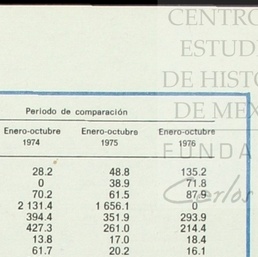 CENTRO
ESTUD
DE HIST
DE MEX
FUNDA
Carlos
Periodo de comparación
Enero-octubre Enero-octubre Enero-octubre
1974 1975 1976
28.2 48.8 135.2
0 38.9 71.8
70.2 61.5 87.9
2 131.4 1 656.1 0
394.4 351.9 293.9
427.3 261.0 214.4
13.8 17.0 18.4
61.7 20.2 16.1